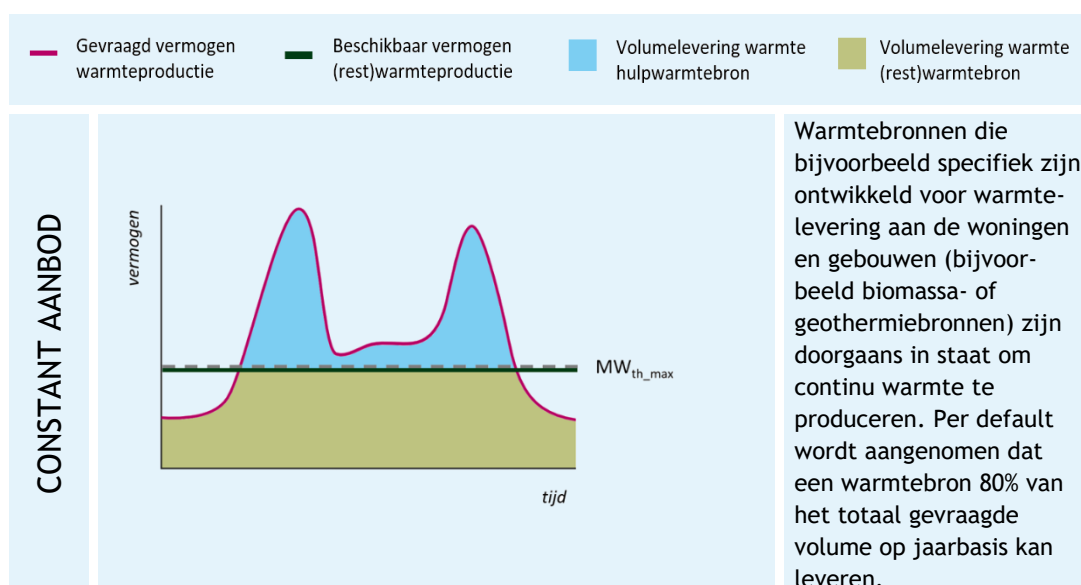 Gevraagd vermogen
warmteproductie
Beschikbaar vermogen
(rest)warmteproductie
Volumelevering warmte
hulpwarmtebron
Volumelevering warmte
(rest)warmtebron
CONSTANT AANBOD
vermogen
MWth_max
tijd
Warmtebronnen die
bijvoorbeeld specifiek zijn
ontwikkeld voor warmte-
levering aan de woningen
en gebouwen (bijvoor-
beeld biomassa- of
geothermiebronnen) zijn
doorgaans in staat om
continu warmte te
produceren. Per default
wordt aangenomen dat
een warmtebron 80% van
het totaal gevraagde
volume op jaarbasis kan
leveren.